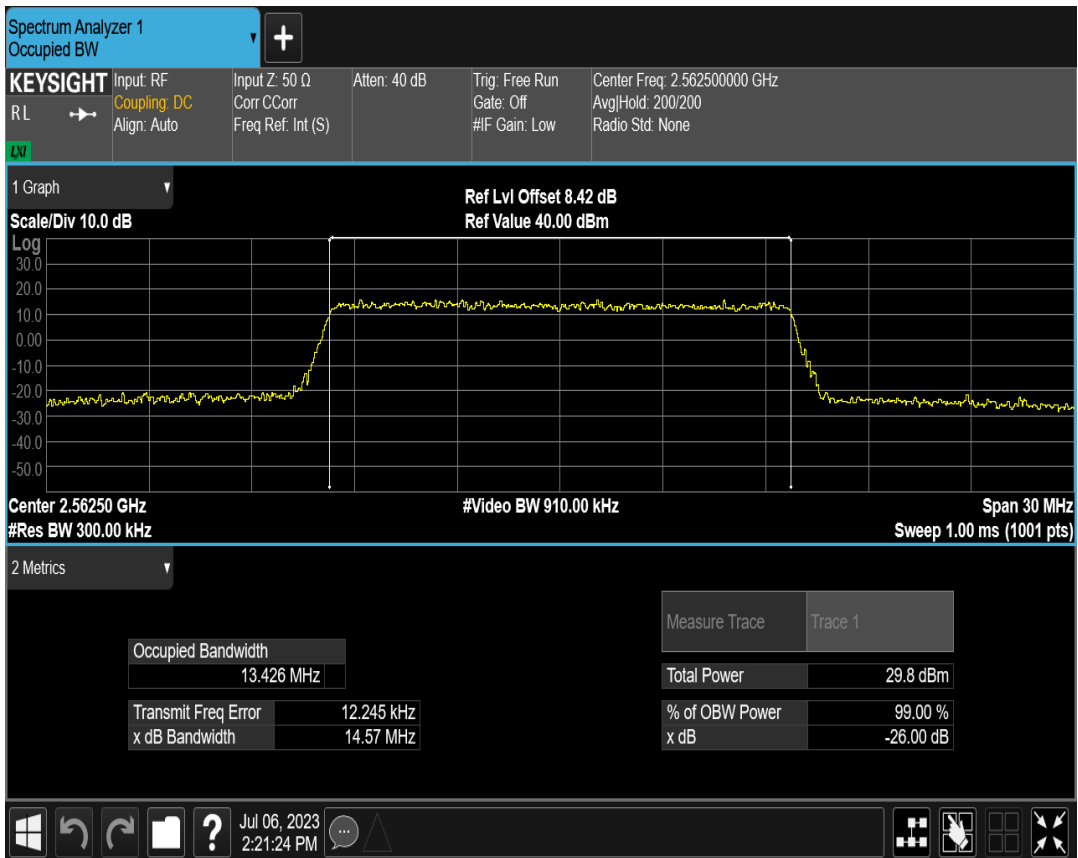 Spectrum Analyzer 1
Occupied BW
KEYSIGHT
RL
LXI
Input: RF
Coupling: DC
Align: Auto
Input Z: 50 Ω
Corr CCorr
Freq Ref: Int (S)
Atten: 40 dB
Trig: Free Run
Gate: Off
#IF Gain: Low
Center Freq: 2.562500000 GHz
Avg|Hold: 200/200
Radio Std: None
1 Graph
Scale/Div 10.0 dB
Ref Lvl Offset 8.42 dB
Ref Value 40.00 dBm
Log
30.0
20.0
10.0
0.00
-10.0
-20.0
-30.0
-40.0
-50.0
Center 2.56250 GHz
#Res BW 300.00 kHz
#Video BW 910.00 kHz
Span 30 MHz
Sweep 1.00 ms (1001 pts)
2 Metrics
Occupied Bandwidth
13.426 MHz
Transmit Freq Error 12.245 kHz
x dB Bandwidth 14.57 MHz
Measure Trace Trace 1
Total Power 29.8 dBm
% of OBW Power 99.00 %
x dB -26.00 dB
?
Jul 06, 2023
2:21:24 PM